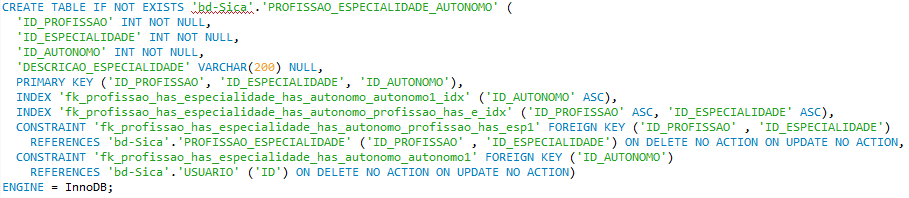 CREATE TABLE IF NOT EXISTS 'bd-Sica'.'PROFISSAO_ESPECIALIDADE_AUTONOMO' (
'ID_PROFISSAO' INT NOT NULL,
'ID_ESPECIALIDADE' INT NOT NULL,
'ID_AUTONOMO' INT NOT NULL,
'DESCRICAO_ESPECIALIDADE' VARCHAR(200) NULL,
PRIMARY KEY ('ID_PROFISSAO', 'ID_ESPECIALIDADE', 'ID_AUTONOMO'),
INDEX 'fk_profissao_has_especialidade_has_autonomo_autonomo1_idx' ('ID_AUTONOMO' ASC),
INDEX 'fk_profissao_has_especialidade_has_autonomo_profissao_has_e_idx' ('ID_PROFISSAO' ASC, 'ID_ESPECIALIDADE' ASC),
CONSTRAINT 'fk_profissao_has_especialidade_has_autonomo_profissao_has_esp1' FOREIGN KEY ('ID_PROFISSAO' , 'ID_ESPECIALIDADE')
REFERENCES 'bd-Sica'.'PROFISSAO_ESPECIALIDADE' ('ID_PROFISSAO' , 'ID_ESPECIALIDADE') ON DELETE NO ACTION ON UPDATE NO ACTION,
CONSTRAINT 'fk_profissao_has_especialidade_has_autonomo_autonomo1' FOREIGN KEY ('ID_AUTONOMO')
REFERENCES 'bd-Sica'.'USUARIO' ('ID') ON DELETE NO ACTION ON UPDATE NO ACTION)
ENGINE = InnoDB;